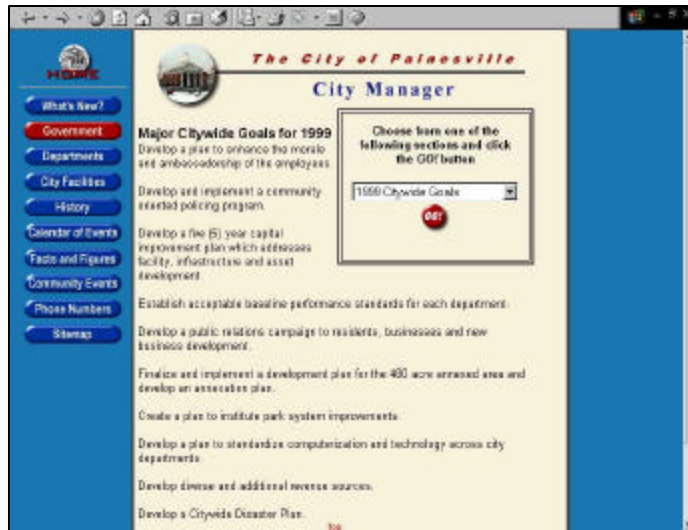 HOME
What's New?
Government
Departments
City Facilities
History
Calendar of Events
Facts and Figures
Community Events
Phone Numbers
Sitemap
The City of Painesville
City Manager
Major Citywide Goals for 1999
Develop a plan to enhance the morale
and ambassadorship of the employees.
Develop and implement a community
oriented policing program.
Develop a five (5) year capital
improvement plan which addresses
facility, infrastructure and asset
development.
Choose from one of the
following sections and click
the GO! button
1999 Citywide Goals
GO!
Establish acceptable baseline performance standards for each department.
Develop a public relations campaign to residents, businesses and new
business development.
Finalize and implement a development plan for the 480 acre annexed area and
develop an annexation plan.
Create a plan to institute park system improvements.
Develop a plan to standardize computerization and technology across city
departments.
Develop diverse and additional revenue sources.
Develop a Citywide Disaster Plan.
top